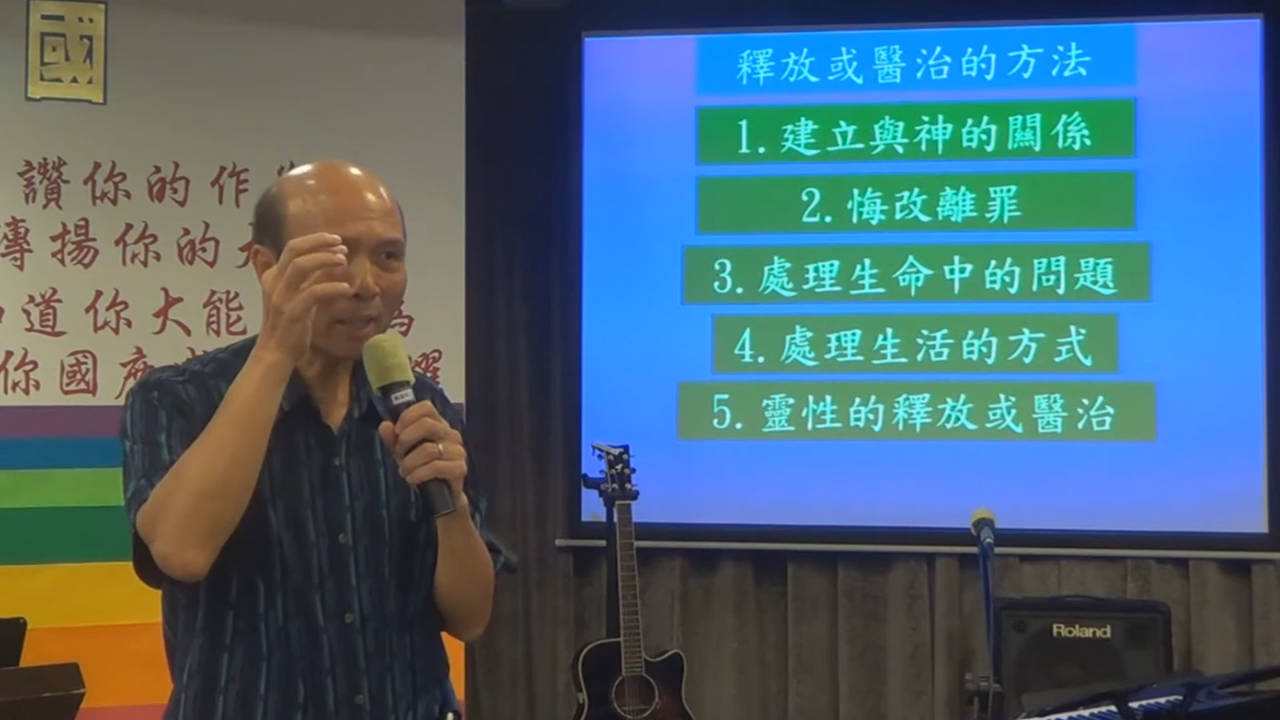 國
讚你的作
傳揚你的大
道你大能 為
你國度 耀
釋放或醫治的方法
1.建立與神的關係
2.悔改離罪
3.處理生命中的問題
4.處理生活的方式
5.靈性的釋放或醫治
Roland